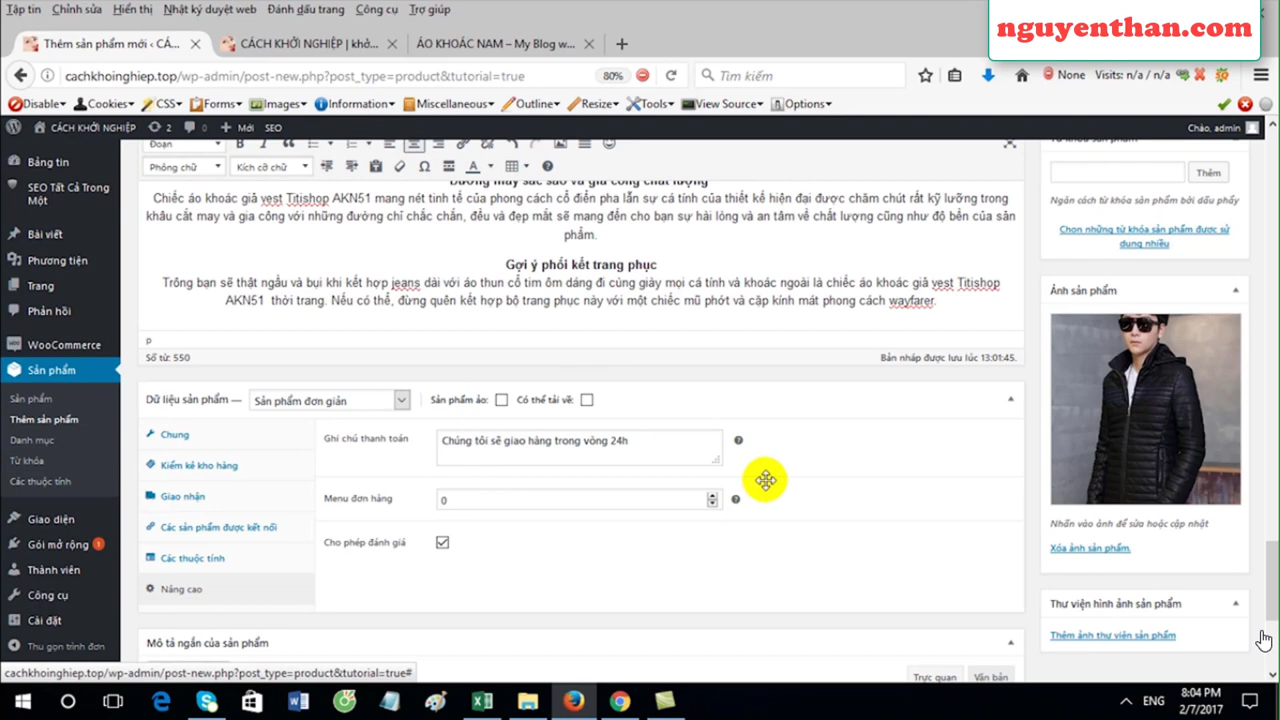 Tập tin Chỉnh sửa Hiển thị Nhật ký duyệt web Đánh dấu trang Công cụ Trợ giúp
nguyenthan.com
Thêm sản phẩm mới ‹ CÁ...
CÁCH KHỞI NGHIỆP | khở...
ÁO KHOÁC NAM – My Blog w...
cachkhoinghiep.top/wp-admin/post-new.php?post_type=product&tutorial=true
80%
Tìm kiếm
None Visits: n/a / n/a
Disable Cookies CSS Forms Images Information Miscellaneous Outline Resize Tools View Source Options
CÁCH KHỞI NGHIỆP 2 0 Mới SEO
Chào, admin
Bảng tin
SEO Tất Cả Trong Một
Bài viết
Phương tiện
Trang
Phản hồi
WooCommerce
Sản phẩm
Sản phẩm
Thêm sản phẩm
Danh mục
Từ khóa
Các thuộc tính
Giao diện
Gói mở rộng 1
Thành viên
Công cụ
Cài đặt
Thu gọn trình đơn
Đoạn
Phông chữ
Kích cỡ chữ
Đường may sắc sảo và gia công chất lượng
Chiếc áo khoác giả vest Titishop AKN51 mang nét tinh tế của phong cách cổ điển pha lẫn sự cá tính của thiết kế hiện đại được chăm chút rất kỹ lưỡng trong
khâu cắt may và gia công với những đường chỉ chắc chắn, đều và đẹp mắt sẽ mang đến cho bạn sự hài lòng và an tâm về chất lượng cũng như độ bền của sản
phẩm.
Gợi ý phối kết trang phục
Trông bạn sẽ thật ngầu và bụi khi kết hợp jeans dài với áo thun cổ tim ôm dáng đi cùng giày mọi cá tính và khoác ngoài là chiếc áo khoác giả vest Titishop
AKN51 thời trang. Nếu có thể, đừng quên kết hợp bộ trang phục này với một chiếc mũ phớt và cặp kính mát phong cách wayfarer.
p
Số từ: 550
Bản nháp được lưu lúc 13:01:45.
Dữ liệu sản phẩm — Sản phẩm đơn giản Sản phẩm ảo: Có thể tải về:
Chung
Kiểm kê kho hàng
Giao nhận
Các sản phẩm được kết nối
Các thuộc tính
Nâng cao
Ghi chú thanh toán
Chúng tôi sẽ giao hàng trong vòng 24h
Menu đơn hàng
0
Cho phép đánh giá
Mô tả ngắn của sản phẩm
Trực quan Văn bản
Từ khóa sản phẩm
Thêm
Ngăn cách từ khóa sản phẩm bởi dấu phẩy
Chọn những từ khóa sản phẩm được sử
dụng nhiều
Ảnh sản phẩm
Nhấn vào ảnh để sửa hoặc cập nhật
Xóa ảnh sản phẩm.
Thư viện hình ảnh sản phẩm
Thêm ảnh thư viện sản phẩm
cachkhoinghiep.top/wp-admin/post-new.php?post_type=product&tutorial=true#
ENG
8:04 PM
2/7/2017